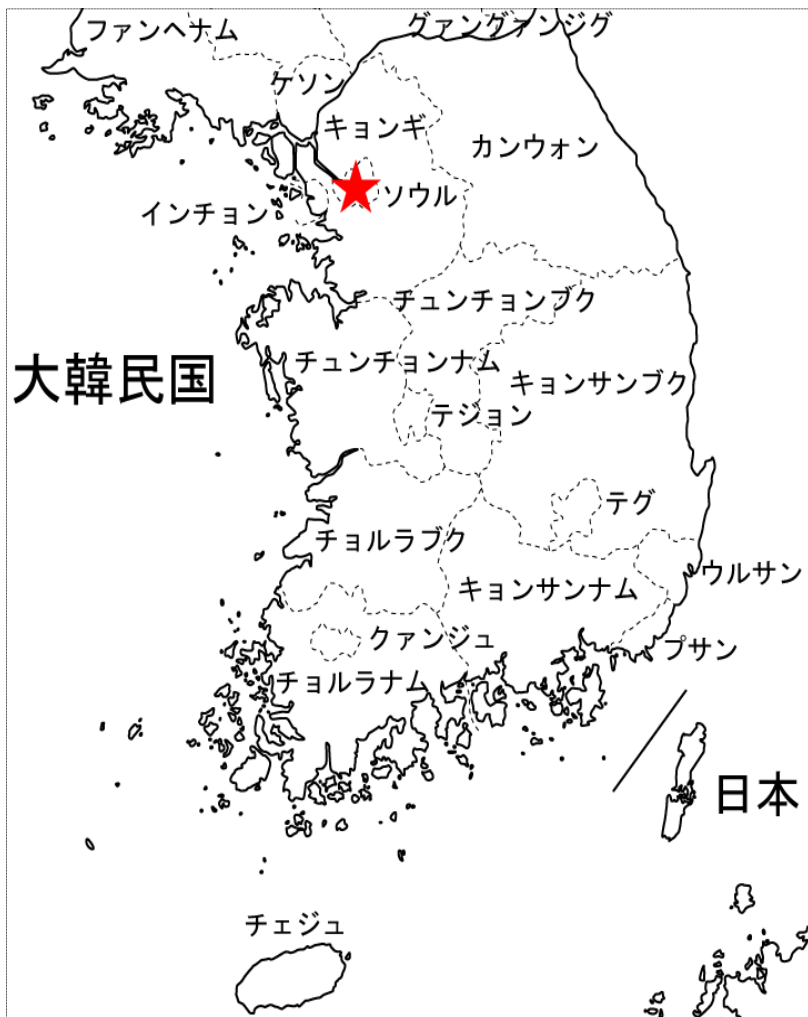 ファンヘナム
グァングァンジグ
ケソン
キョンギ
カンウォン
インチョン
ソウル
チュンチョンブク
大韓民国
チュンチョンナム
キョンサンブク
テジョン
テグ
チョルラブク
キョンサンナム
ウルサン
クァンジュ
プサン
チョルラナム
日本
チェジュ